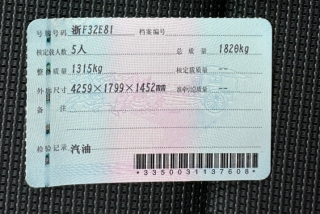 号牌号码 浙F32E81 档案编号
核定载人数 5人 总质量 1820kg
整备质量 1315kg 核定载质量 --
外廓尺寸 4259×1799×1452mm 准牵引总质量 --
备注
检验记录 汽油
*3350031137608*